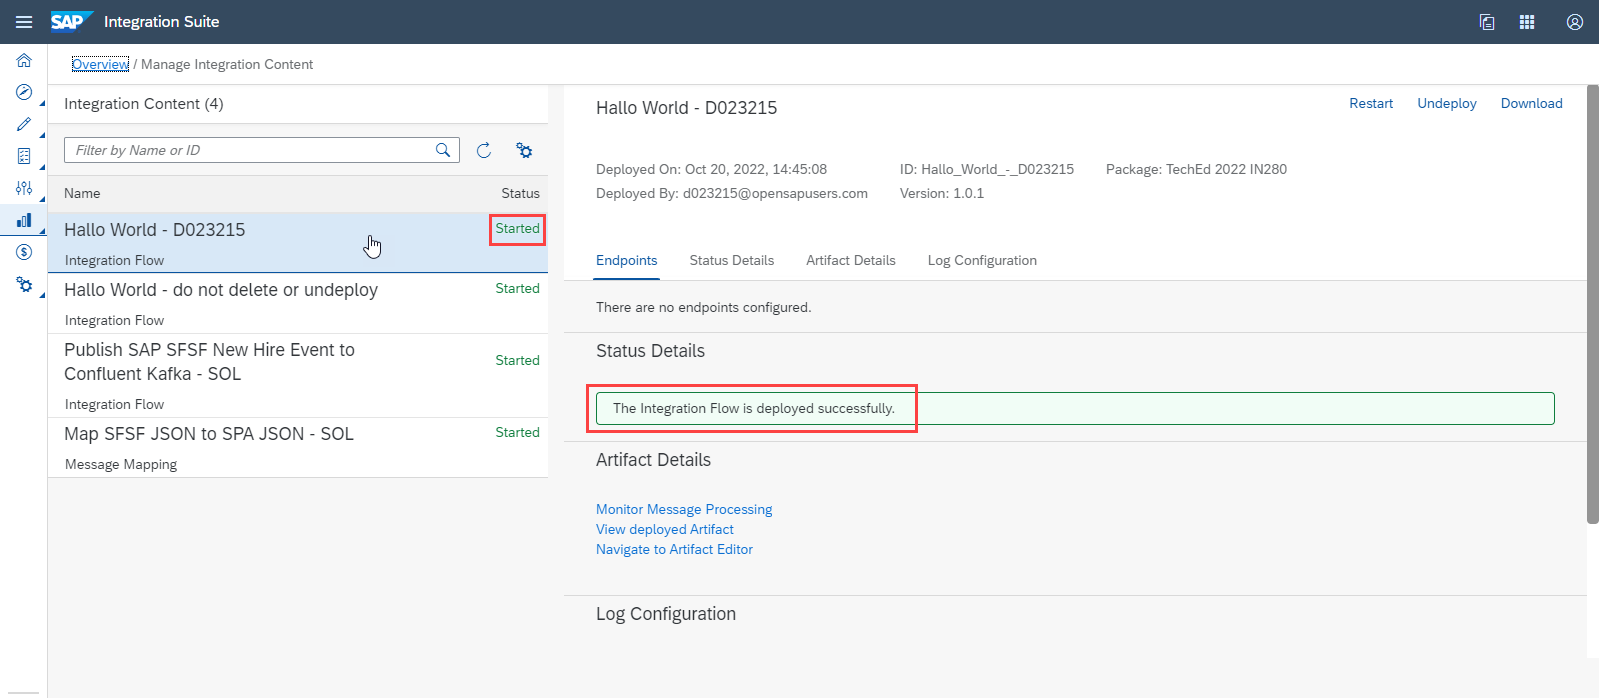 SAP Integration Suite
Overview / Manage Integration Content
Integration Content (4)
Filter by Name or ID
Name Status
Hallo World - D023215 Started
Integration Flow
Hallo World - do not delete or undeploy Started
Integration Flow
Publish SAP SFSF New Hire Event to
Confluent Kafka - SOL Started
Integration Flow
Map SFSF JSON to SPA JSON - SOL Started
Message Mapping
Hallo World - D023215
Restart Undeploy Download
Deployed On: Oct 20, 2022, 14:45:08 ID: Hallo_World_-_D023215 Package: TechEd 2022 IN280
Deployed By: d023215@opensapusers.com Version: 1.0.1
Endpoints Status Details Artifact Details Log Configuration
There are no endpoints configured.
Status Details
The Integration Flow is deployed successfully.
Artifact Details
Monitor Message Processing
View deployed Artifact
Navigate to Artifact Editor
Log Configuration